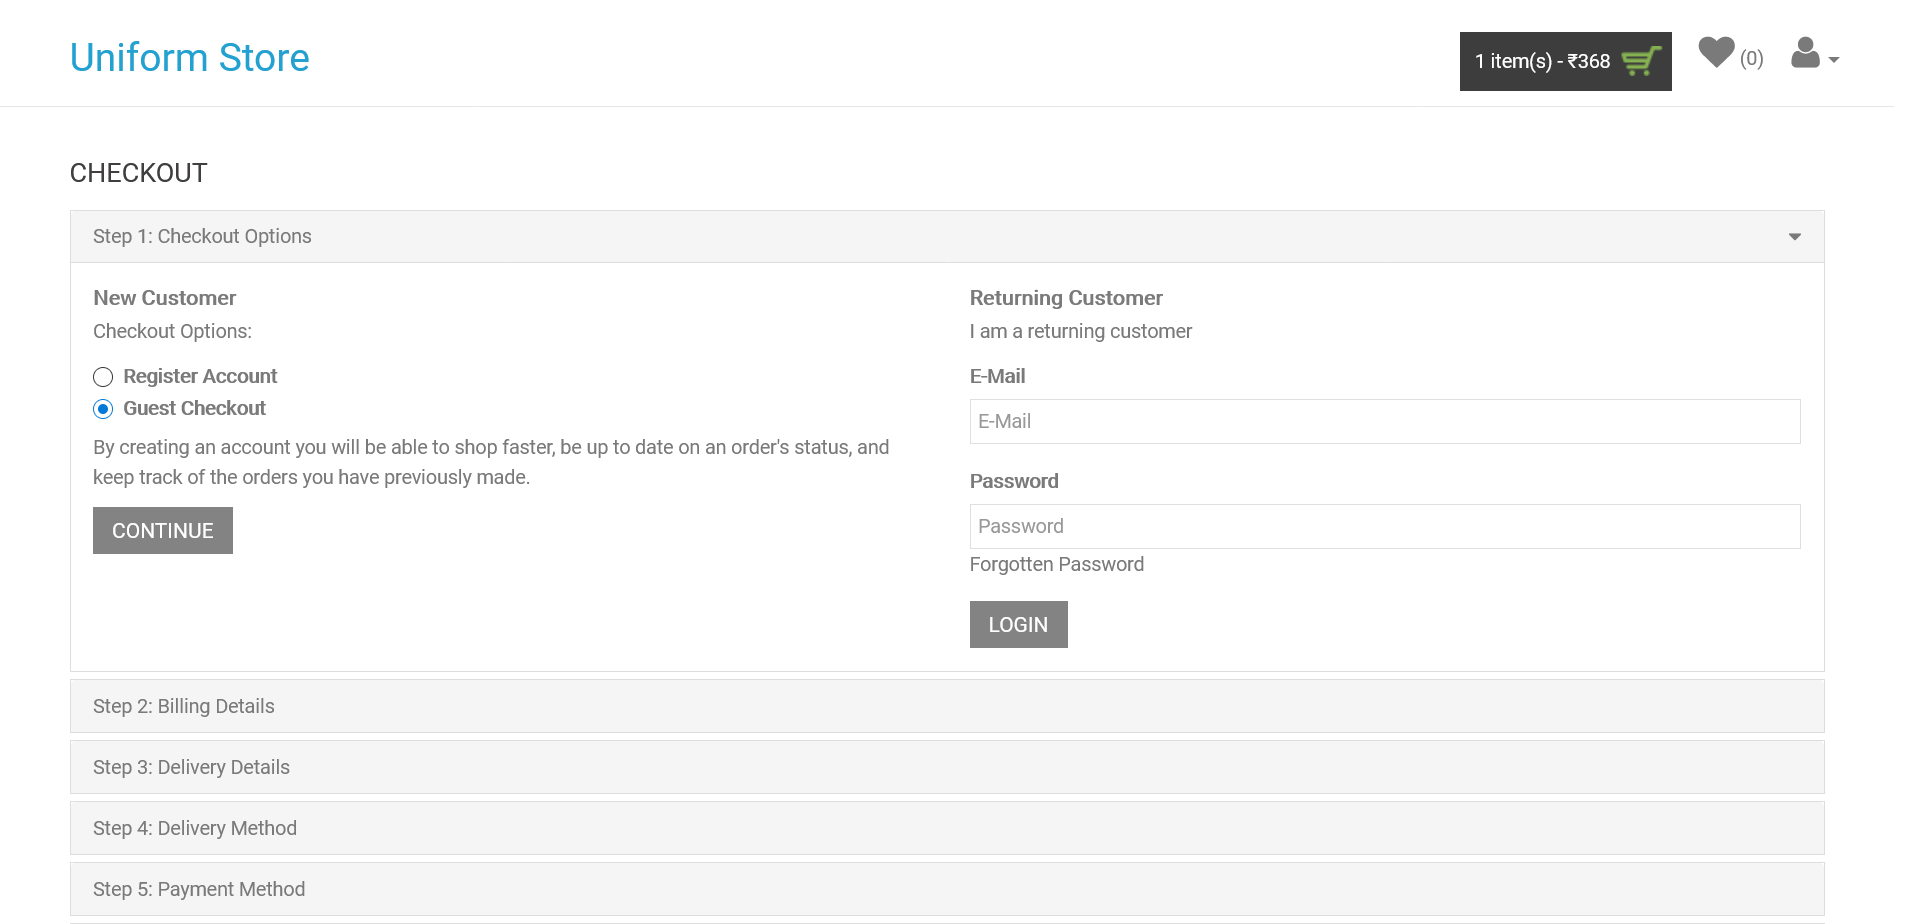 Uniform Store
1 item(s) - ₹368
(0)
CHECKOUT
Step 1: Checkout Options
New Customer
Checkout Options:
Register Account
Guest Checkout
By creating an account you will be able to shop faster, be up to date on an order's status, and
keep track of the orders you have previously made.
CONTINUE
Returning Customer
I am a returning customer
E-Mail
E-Mail
Password
Password
Forgotten Password
LOGIN
Step 2: Billing Details
Step 3: Delivery Details
Step 4: Delivery Method
Step 5: Payment Method